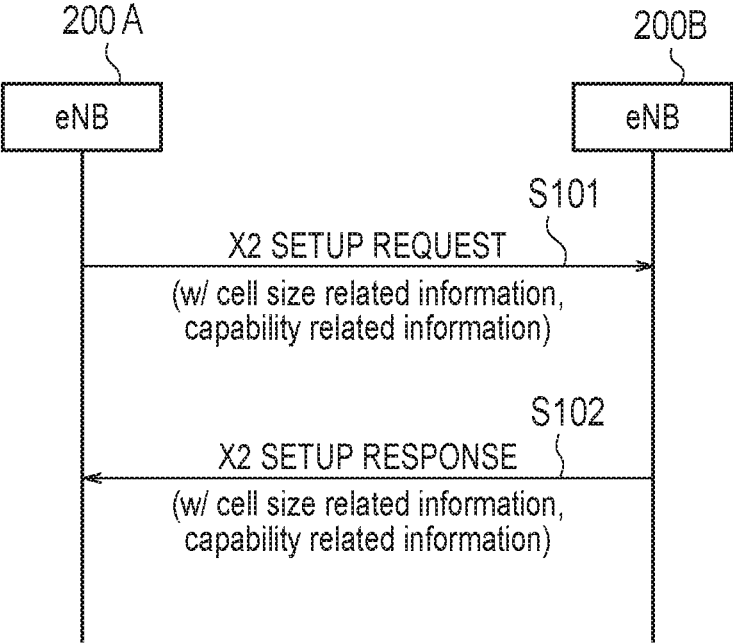 200A
200B
eNB
eNB
S101
X2 SETUP REQUEST
(w/ cell size related information,
capability related information)
S102
X2 SETUP RESPONSE
(w/ cell size related information,
capability related information)